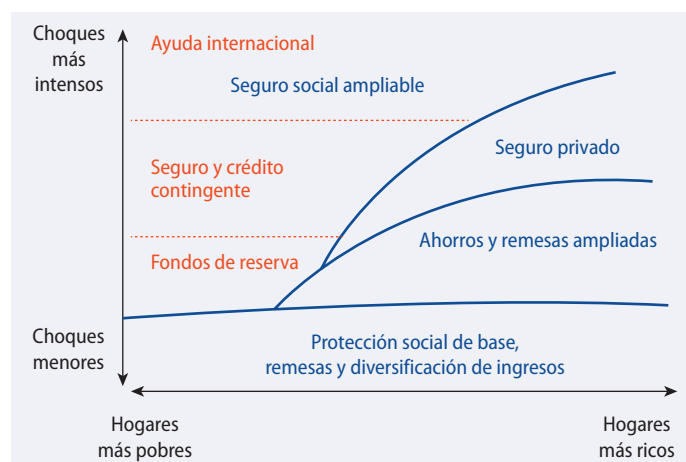 Choques
más
intensos
Ayuda internacional
Seguro social ampliable
Seguro privado
Seguro y crédito
contingente
Ahorros y remesas ampliadas
Fondos de reserva
Choques
menores
Protección social de base,
remesas y diversificación de ingresos
Hogares
más pobres
Hogares
más ricos